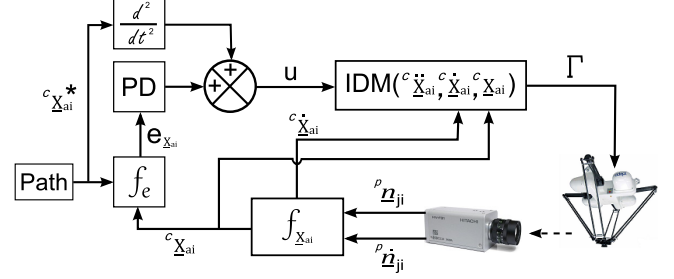 d²
dt²
cX̲ai*
PD
+
+
u
IDM(cẌ̲ai, cẊ̲ai, cX̲ai)
Γ
eX̲ai
cẊ̲ai
Path
fe
cX̲ai
fX̲ai
pn̲ji
pṅ̲ji
HITACHI